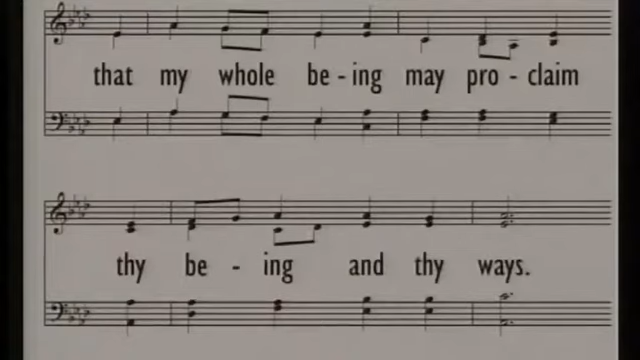 that my whole be - ing may pro - claim
thy be - ing and thy ways.